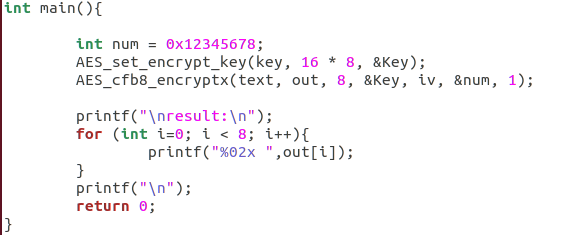 int main(){
int num = 0x12345678;
AES_set_encrypt_key(key, 16 * 8, &Key);
AES_cfb8_encryptx(text, out, 8, &Key, iv, &num, 1);
printf("\nresult:\n");
for (int i=0; i < 8; i++){
printf("%02x ",out[i]);
}
printf("\n");
return 0;
}